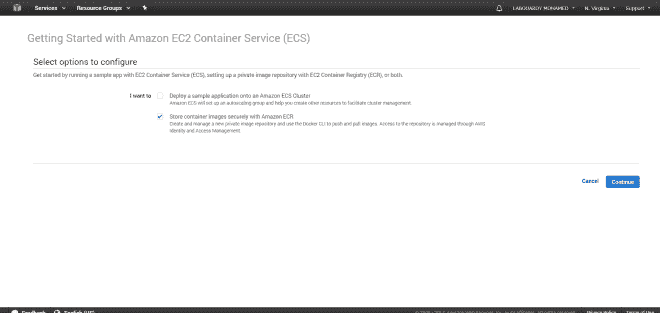 Services Resource Groups LABOUARDY MOHAMED N. Virginia Support
Getting Started with Amazon EC2 Container Service (ECS)
Select options to configure
Get started by running a sample app with EC2 Container Service (ECS), setting up a private image repository with EC2 Container Registry (ECR), or both.
I want to Deploy a sample application onto an Amazon ECS Cluster
Amazon ECS will set up an autoscaling group and help you create other resources to facilitate cluster management
Store container images securely with Amazon ECR
Create and manage a new private image repository and use the Docker CLI to push and pull images. Access to the repository is managed through AWS
Identity and Access Management
Cancel Continue
Feedback English (US) Privacy Policy Terms of Use